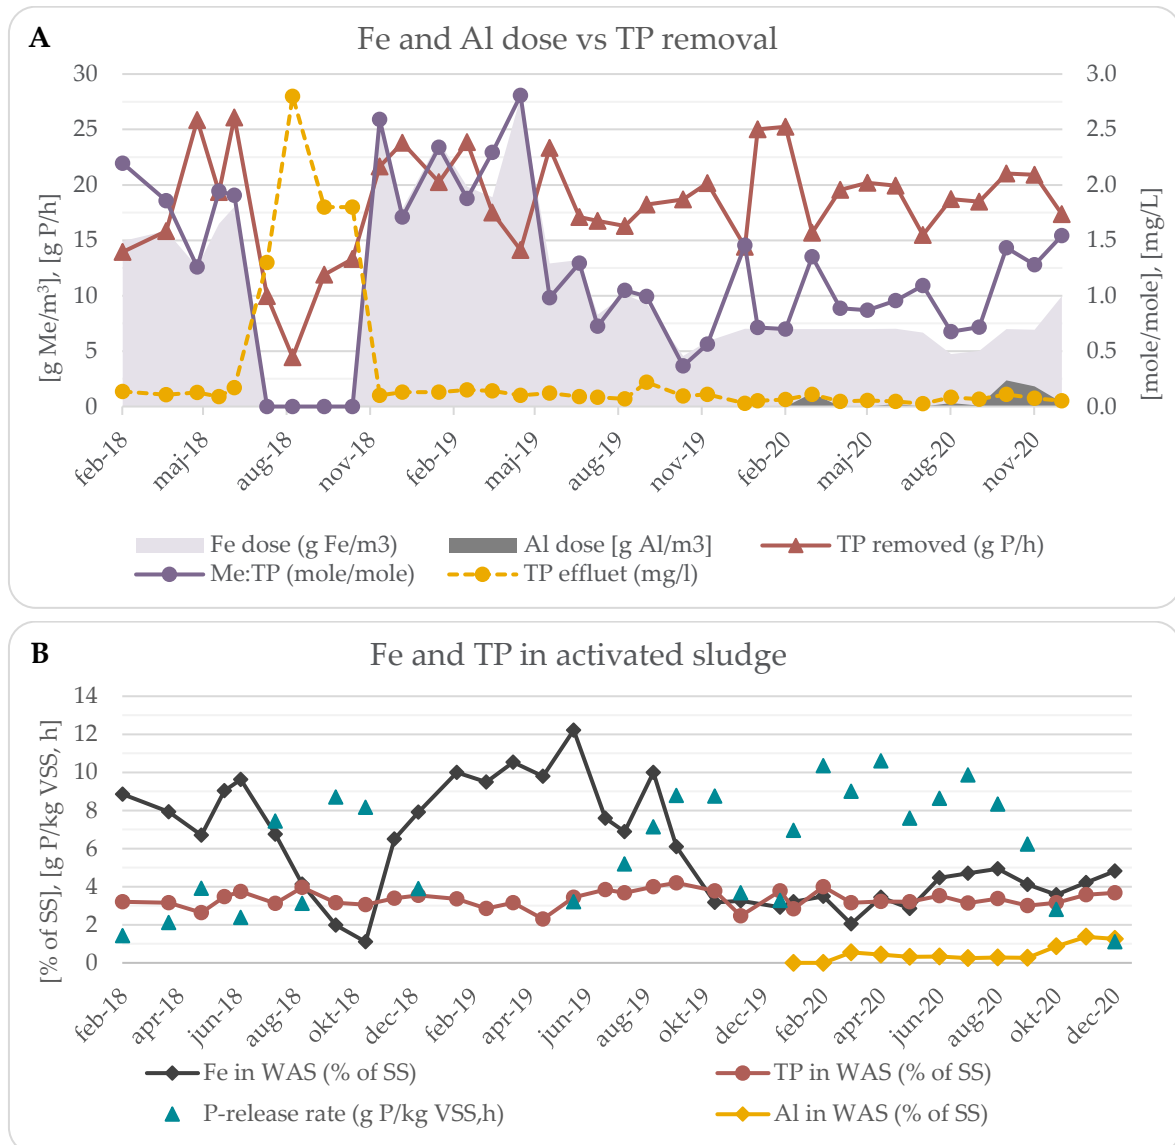 A
Fe and Al dose vs TP removal
[g Me/m³], [g P/h]
30
25
20
15
10
5
0
3.0
2.5
2.0
1.5
1.0
0.5
0.0
[mole/mole], [mg/L]
feb-18
maj-18
aug-18
nov-18
feb-19
maj-19
aug-19
nov-19
feb-20
maj-20
aug-20
nov-20
Fe dose (g Fe/m3)
Al dose [g Al/m3]
TP removed (g P/h)
Me:TP (mole/mole)
TP effluet (mg/l)
B
Fe and TP in activated sludge
[% of SS], [g P/kg VSS, h]
14
12
10
8
6
4
2
0
feb-18
apr-18
jun-18
aug-18
okt-18
dec-18
feb-19
apr-19
jun-19
aug-19
okt-19
dec-19
feb-20
apr-20
jun-20
aug-20
okt-20
dec-20
Fe in WAS (% of SS)
TP in WAS (% of SS)
P-release rate (g P/kg VSS,h)
Al in WAS (% of SS)